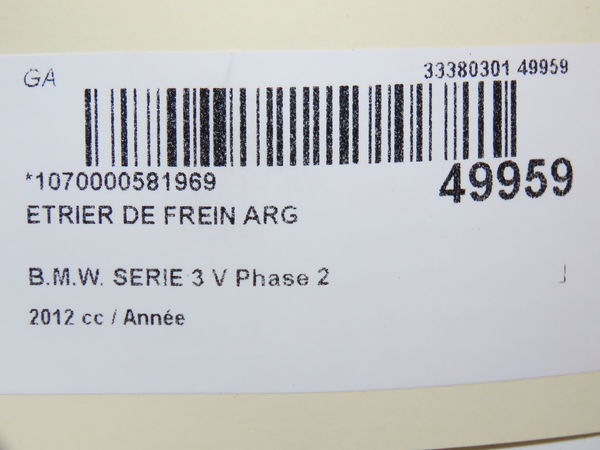 GA
33380301 49959
*1070000581969
49959
ETRIER DE FREIN ARG
B.M.W. SERIE 3 V Phase 2
2012 cc / Année